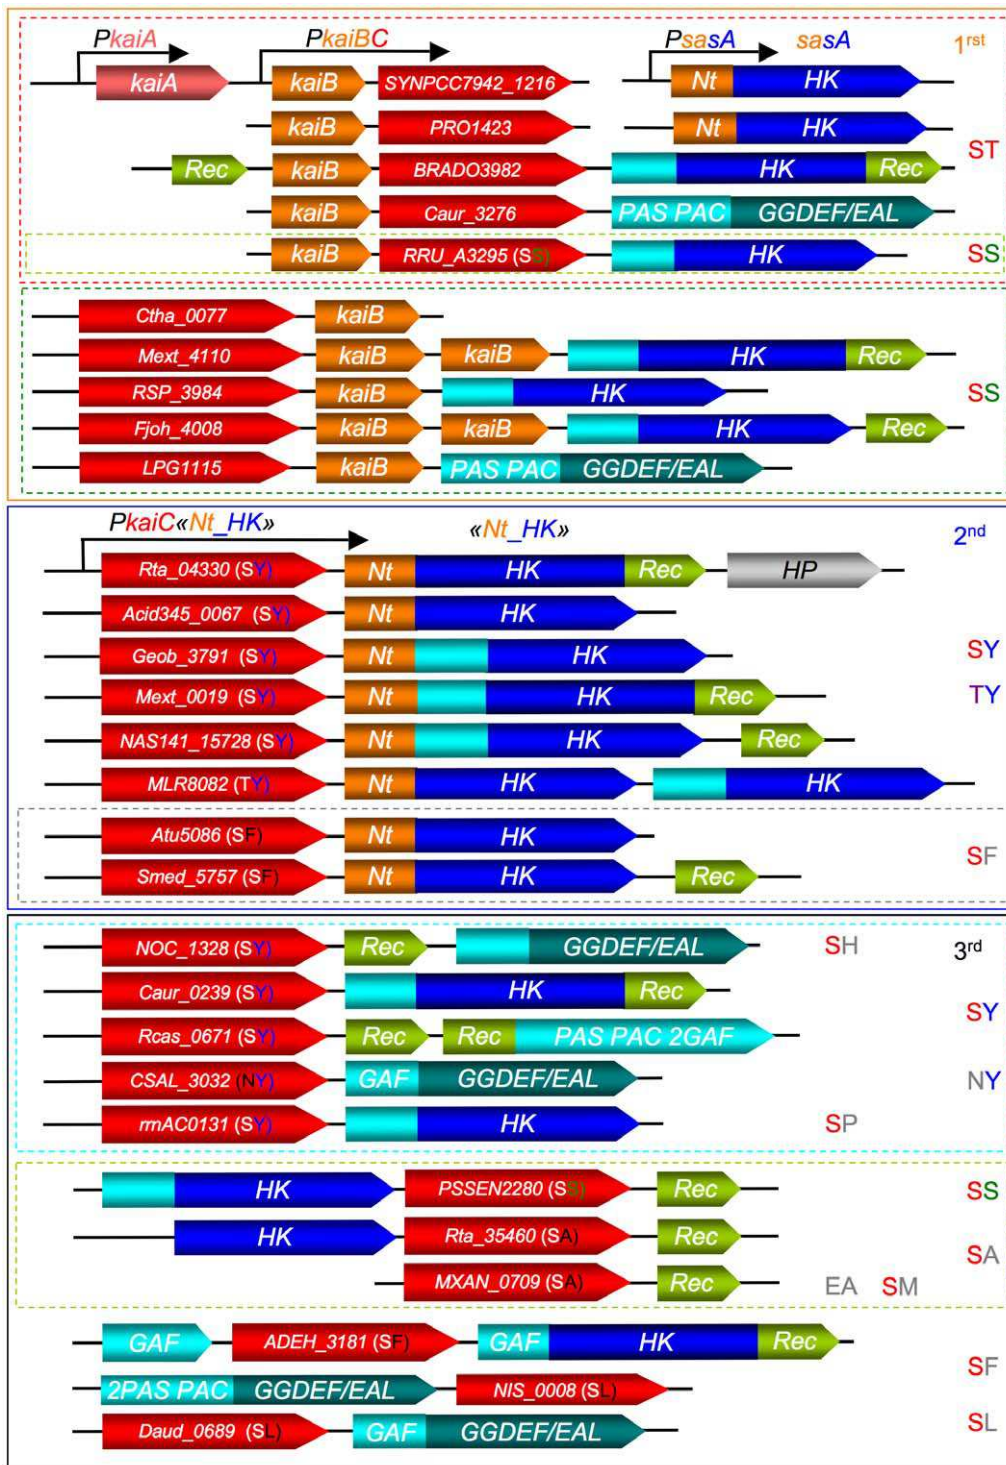 PkaiA PkaiBC PsasA sasA 1rst
kaiA kaiB SYNPCC7942_1216 Nt HK
kaiB PRO1423 Nt HK
ST
Rec kaiB BRADO3982 HK Rec
kaiB Caur_3276 PAS PAC GGDEF/EAL
kaiB RRU_A3295 (SS) HK SS
Ctha_0077 kaiB
Mext_4110 kaiB kaiB HK Rec
RSP_3984 kaiB HK SS
Fjoh_4008 kaiB kaiB HK Rec
LPG1115 kaiB PAS PAC GGDEF/EAL
PkaiC«Nt_HK» «Nt_HK» 2nd
Rta_04330 (SY) Nt HK Rec HP
Acid345_0067 (SY) Nt HK
Geob_3791 (SY) Nt HK SY
Mext_0019 (SY) Nt HK Rec TY
NAS141_15728 (SY) Nt HK Rec
MLR8082 (TY) Nt HK HK
Atu5086 (SF) Nt HK
SF
Smed_5757 (SF) Nt HK Rec
NOC_1328 (SY) Rec GGDEF/EAL SH 3rd
Caur_0239 (SY) HK Rec SY
Rcas_0671 (SY) Rec Rec PAS PAC 2GAF
CSAL_3032 (NY) GAF GGDEF/EAL NY
rrnAC0131 (SY) HK SP
HK PSSEN2280 (SS) Rec SS
HK Rta_35460 (SA) Rec SA
MXAN_0709 (SA) Rec EA SM
GAF ADEH_3181 (SF) GAF HK Rec SF
2PAS PAC GGDEF/EAL NIS_0008 (SL)
Daud_0689 (SL) GAF GGDEF/EAL SL